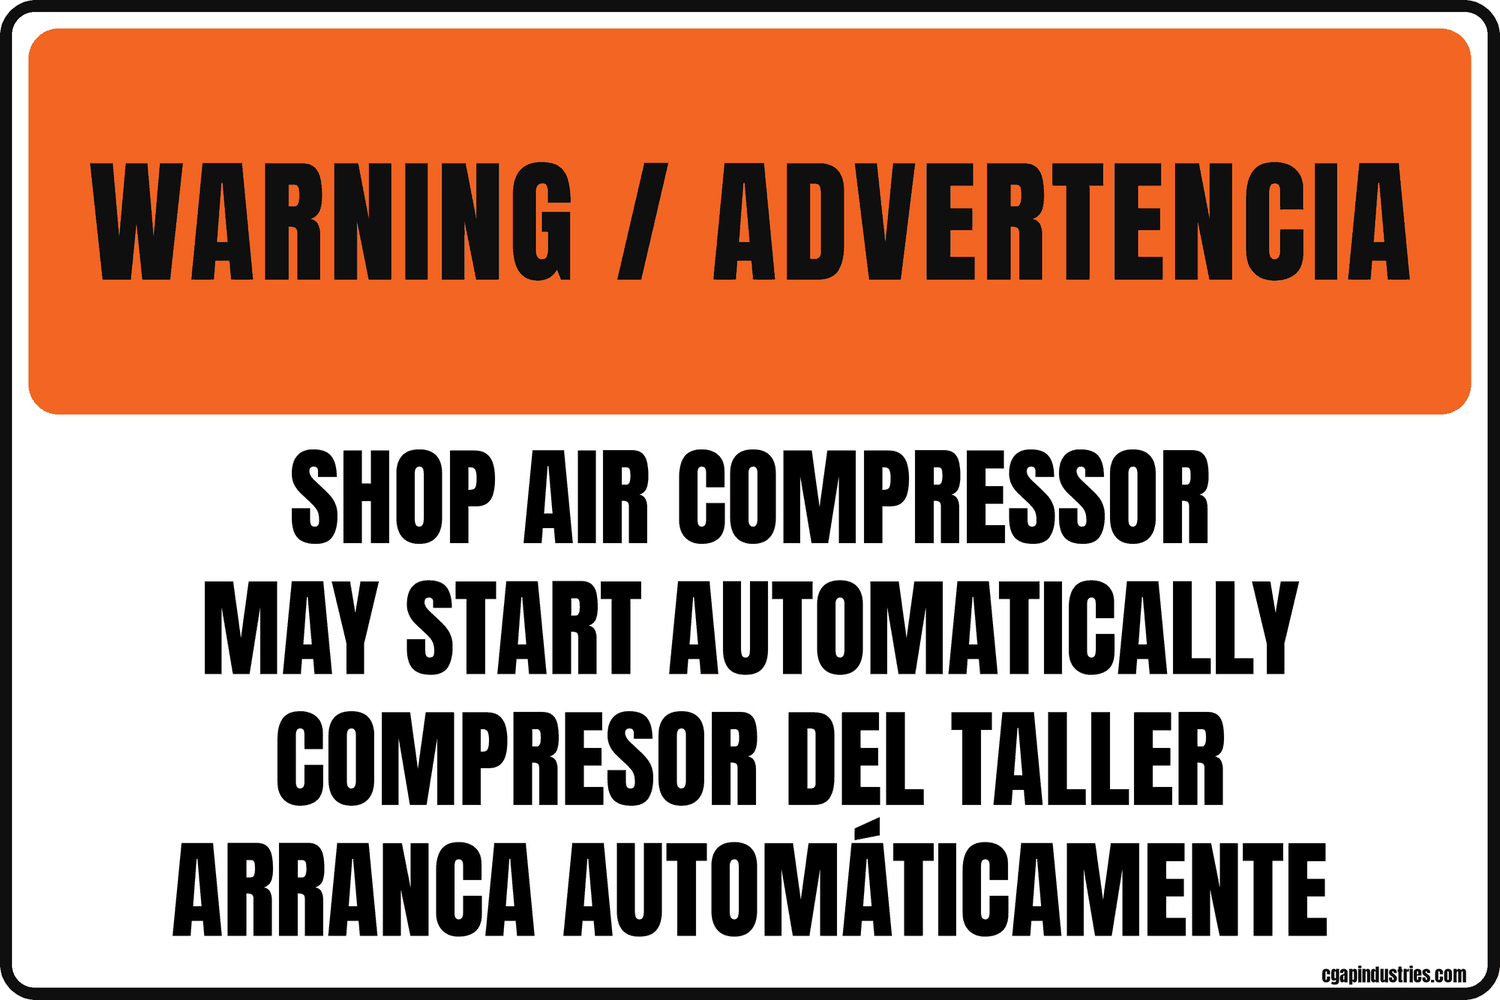 WARNING / ADVERTENCIA
SHOP AIR COMPRESSOR
MAY START AUTOMATICALLY
COMPRESOR DEL TALLER
ARRANCA AUTOMÁTICAMENTE
cgapindustries.com